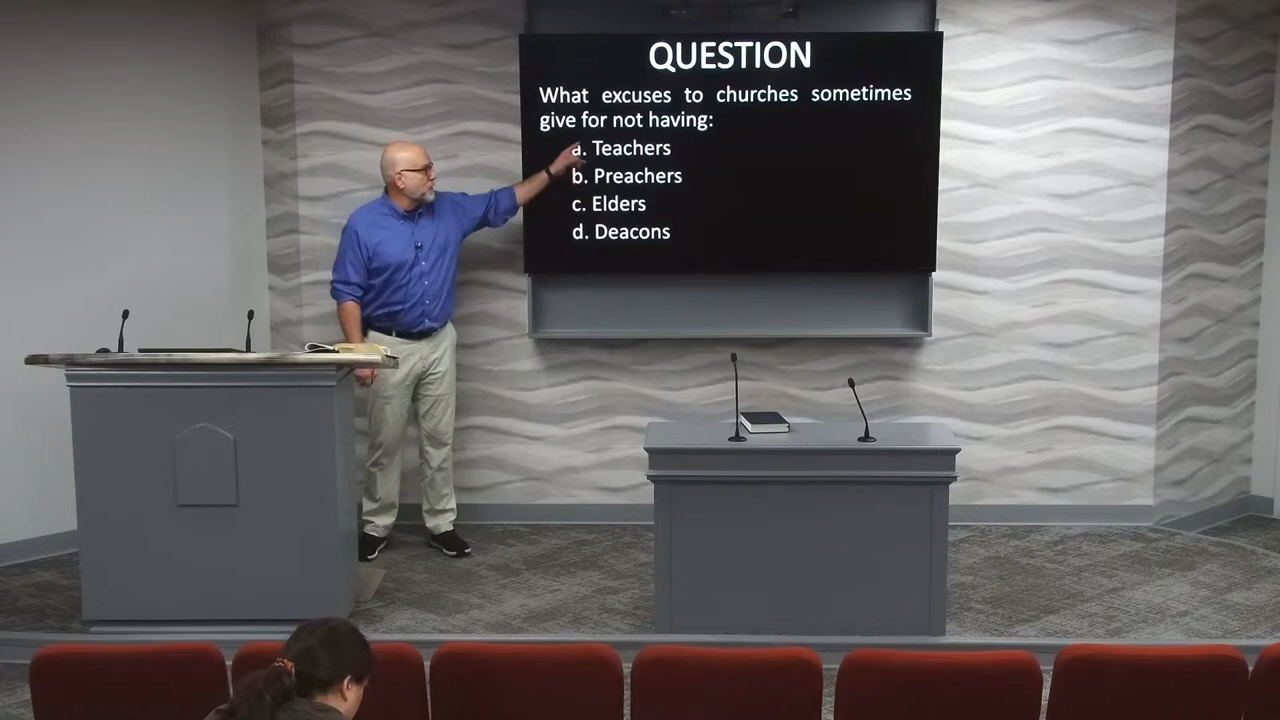 QUESTION
What excuses to churches sometimes
give for not having:
a. Teachers
b. Preachers
c. Elders
d. Deacons